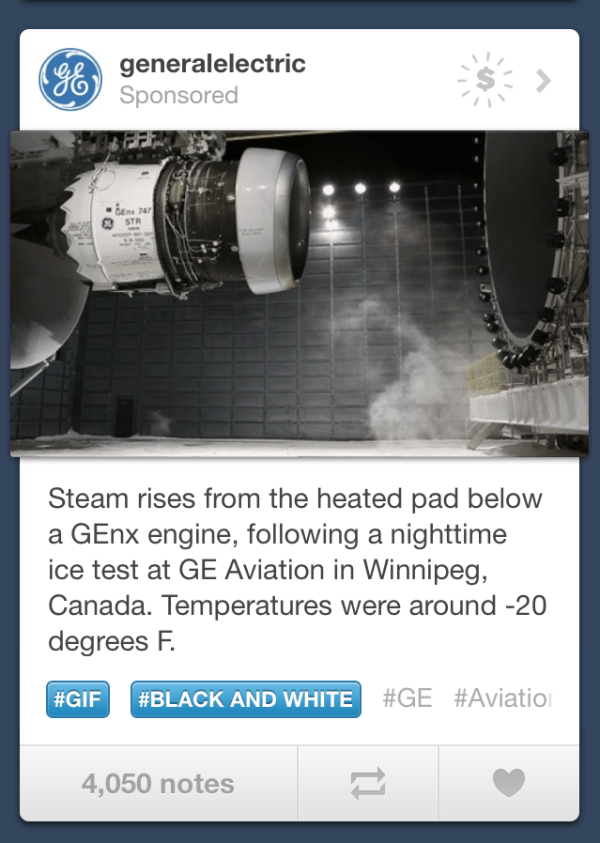 generalelectric
Sponsored
$
GE
GEnx 747
STR
Steam rises from the heated pad below
a GEnx engine, following a nighttime
ice test at GE Aviation in Winnipeg,
Canada. Temperatures were around -20
degrees F.
#GIF #BLACK AND WHITE #GE #Aviation
4,050 notes